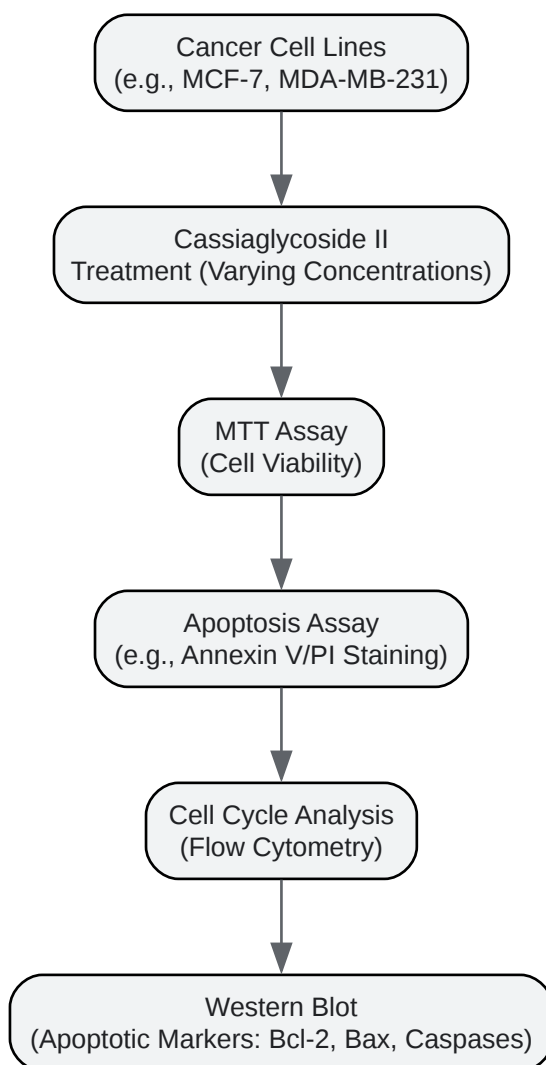 Cancer Cell Lines
(e.g., MCF-7, MDA-MB-231)
Cassiaglycoside II
Treatment (Varying Concentrations)
MTT Assay
(Cell Viability)
Apoptosis Assay
(e.g., Annexin V/PI Staining)
Cell Cycle Analysis
(Flow Cytometry)
Western Blot
(Apoptotic Markers: Bcl-2, Bax, Caspases)